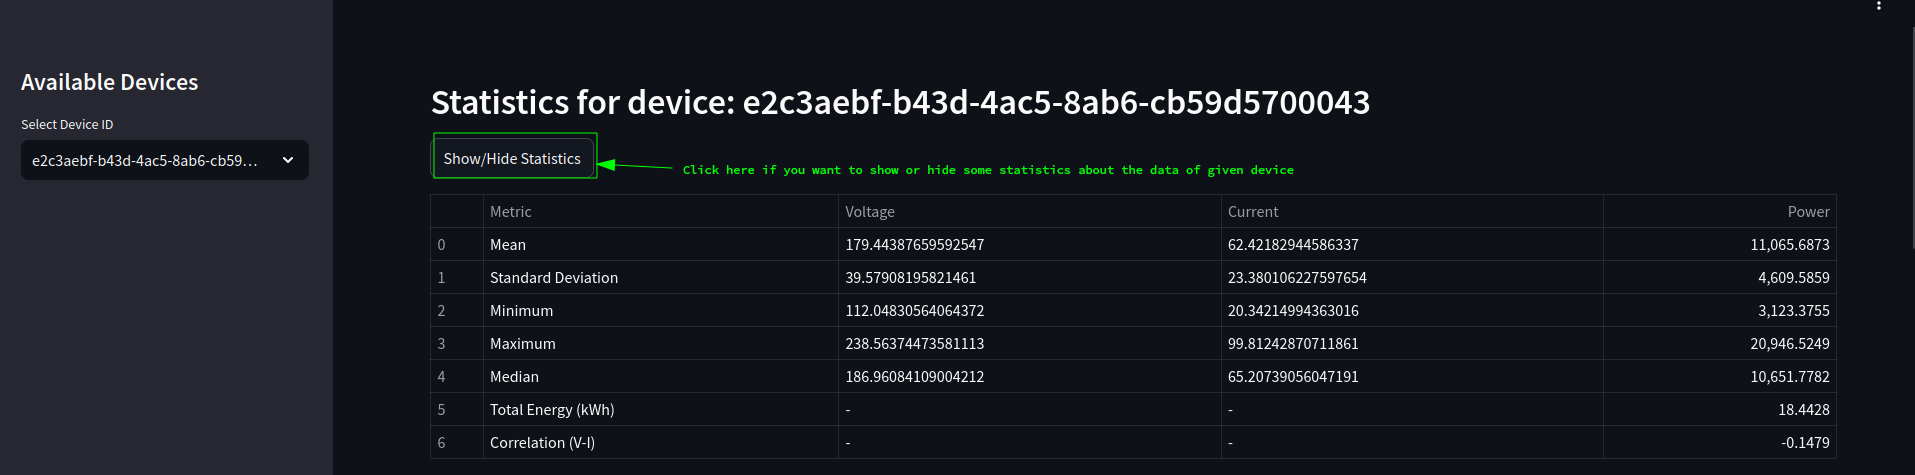 Available Devices
Select Device ID
e2c3aebf-b43d-4ac5-8ab6-cb59...
Statistics for device: e2c3aebf-b43d-4ac5-8ab6-cb59d5700043
Show/Hide Statistics
Click here if you want to show or hide some statistics about the data of given device
Metric Voltage Current Power
0 Mean 179.44387659592547 62.42182944586337 11,065.6873
1 Standard Deviation 39.57908195821461 23.380106227597654 4,609.5859
2 Minimum 112.04830564064372 20.34214994363016 3,123.3755
3 Maximum 238.56374473581113 99.81242870711861 20,946.5249
4 Median 186.96084109004212 65.20739056047191 10,651.7782
5 Total Energy (kWh) - - 18.4428
6 Correlation (V-I) - - -0.1479